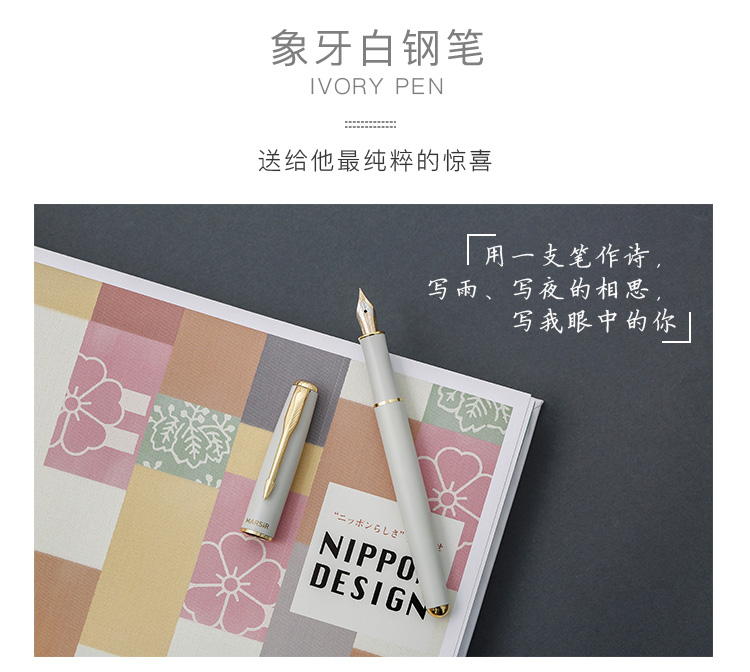 象牙白钢笔
IVORY PEN
送给他最纯粹的惊喜
用一支笔作诗，
写雨、写夜的相思，
写我眼中的你
MARSIR
"ニッポンらしさ"
NIPPO
DESIGN